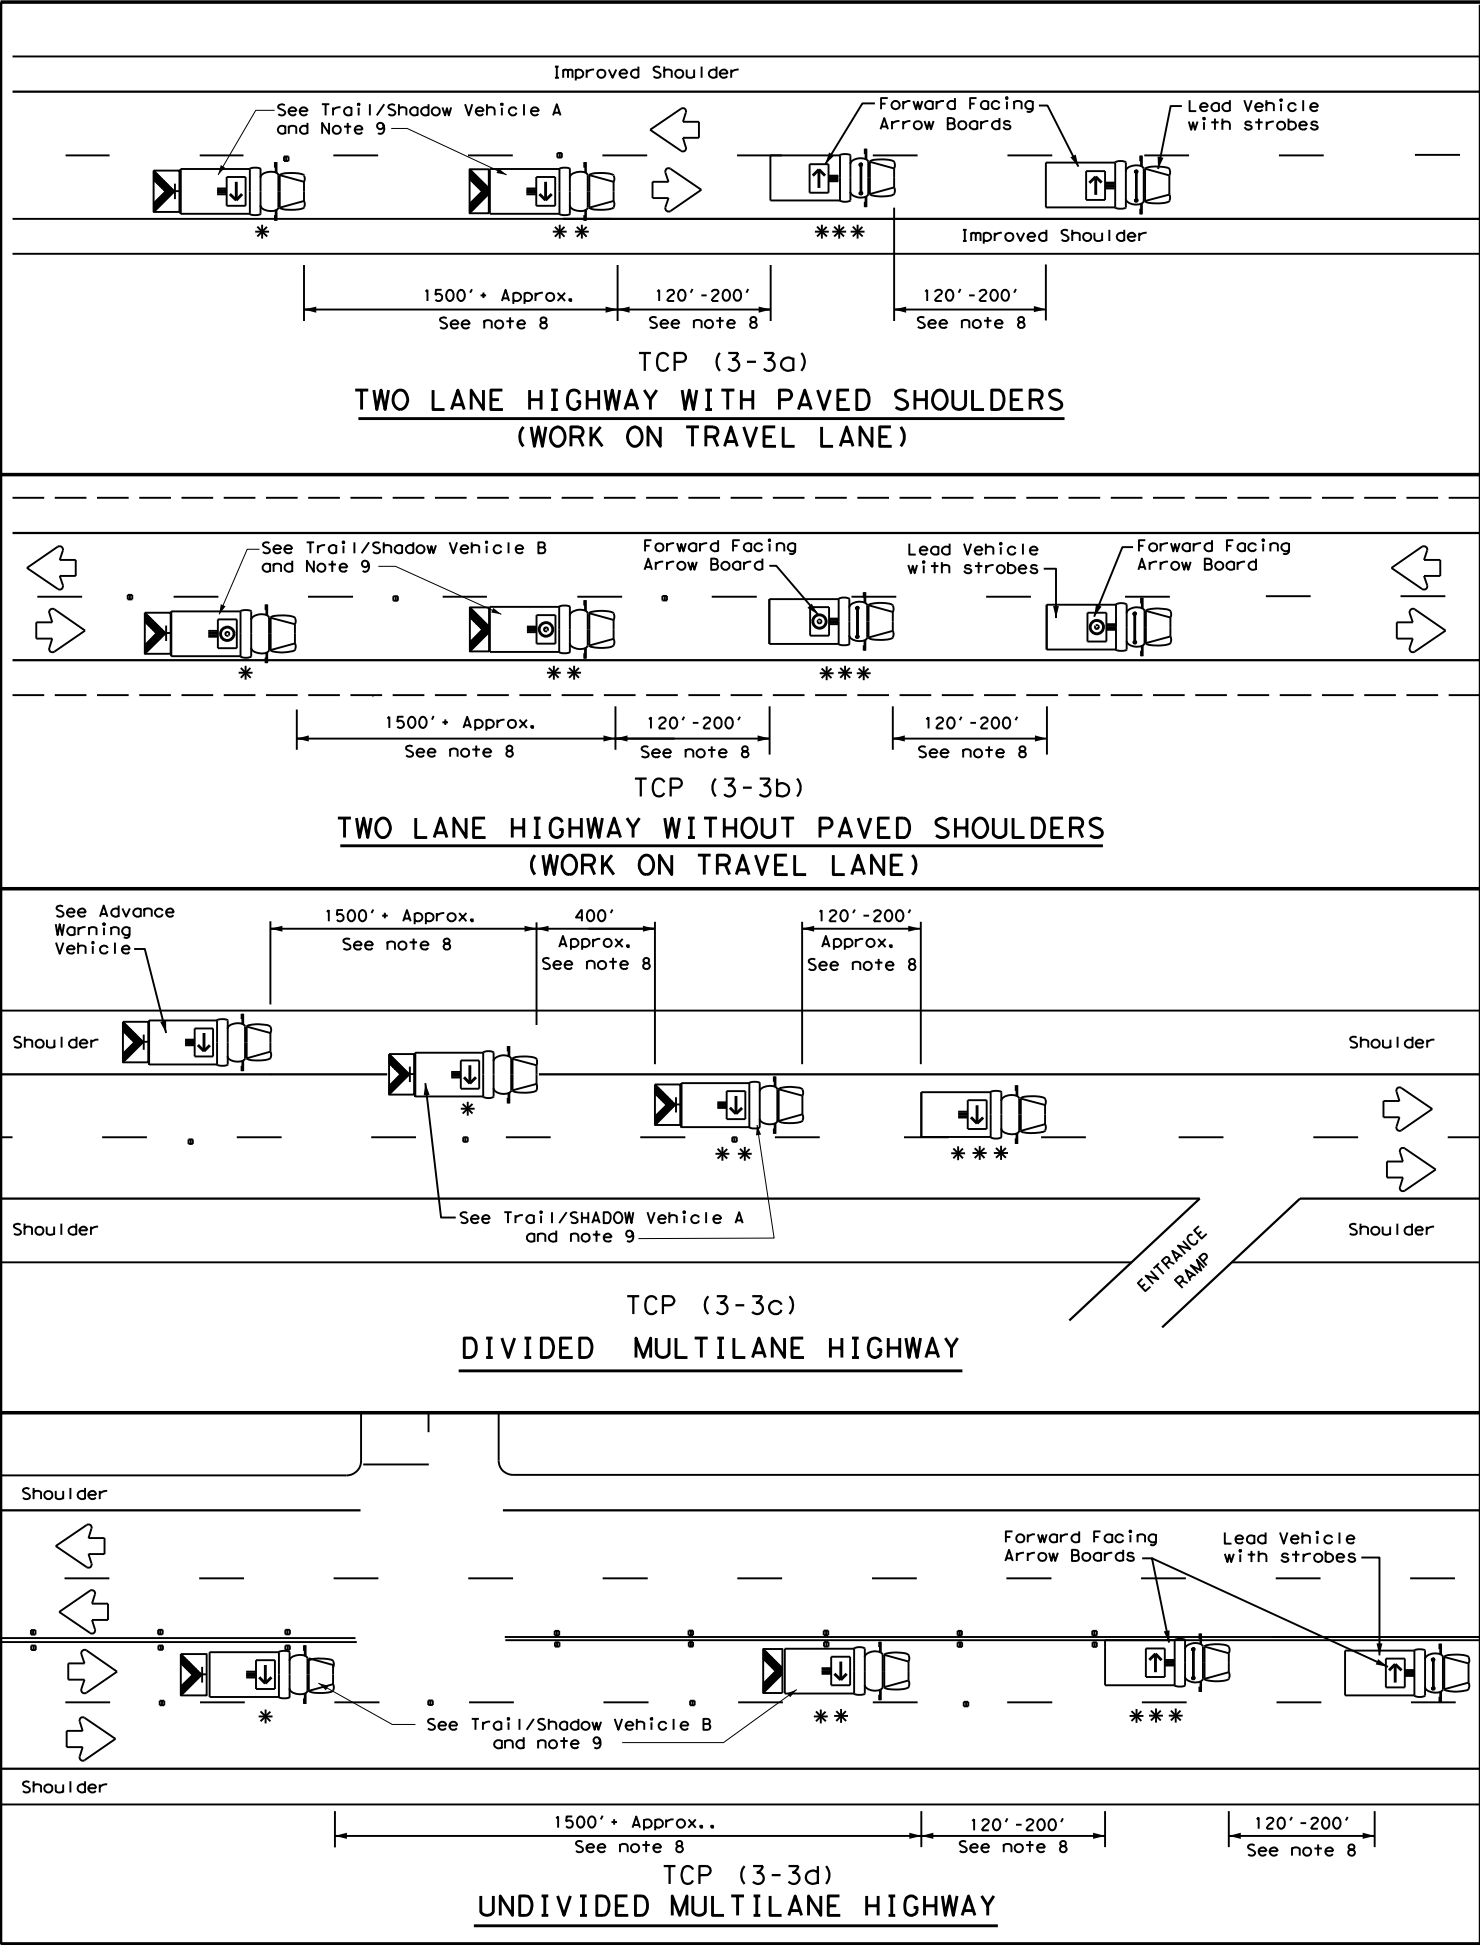 Improved Shoulder
See Trail/Shadow Vehicle A
and Note 9
Forward Facing
Arrow Boards
Lead Vehicle
with strobes
*
* *
***
Improved Shoulder
1500'+ Approx.
See note 8
120'-200'
See note 8
120'-200'
See note 8
TCP (3-3a)
TWO LANE HIGHWAY WITH PAVED SHOULDERS
(WORK ON TRAVEL LANE)
See Trail/Shadow Vehicle B
and Note 9
Forward Facing
Arrow Board
Lead Vehicle
with strobes
Forward Facing
Arrow Board
*
**
***
1500'+ Approx.
See note 8
120'-200'
See note 8
120'-200'
See note 8
TCP (3-3b)
TWO LANE HIGHWAY WITHOUT PAVED SHOULDERS
(WORK ON TRAVEL LANE)
See Advance
Warning
Vehicle
1500'+ Approx.
See note 8
400'
Approx.
See note 8
120'-200'
Approx.
See note 8
Shoulder
Shoulder
*
* *
* * *
See Trail/SHADOW Vehicle A
and note 9
Shoulder
Shoulder
ENTRANCE
RAMP
TCP (3-3c)
DIVIDED MULTILANE HIGHWAY
Shoulder
Forward Facing
Arrow Boards
Lead Vehicle
with strobes
*
**
***
See Trail/Shadow Vehicle B
and note 9
Shoulder
1500'+ Approx..
See note 8
120'-200'
See note 8
120'-200'
See note 8
TCP (3-3d)
UNDIVIDED MULTILANE HIGHWAY